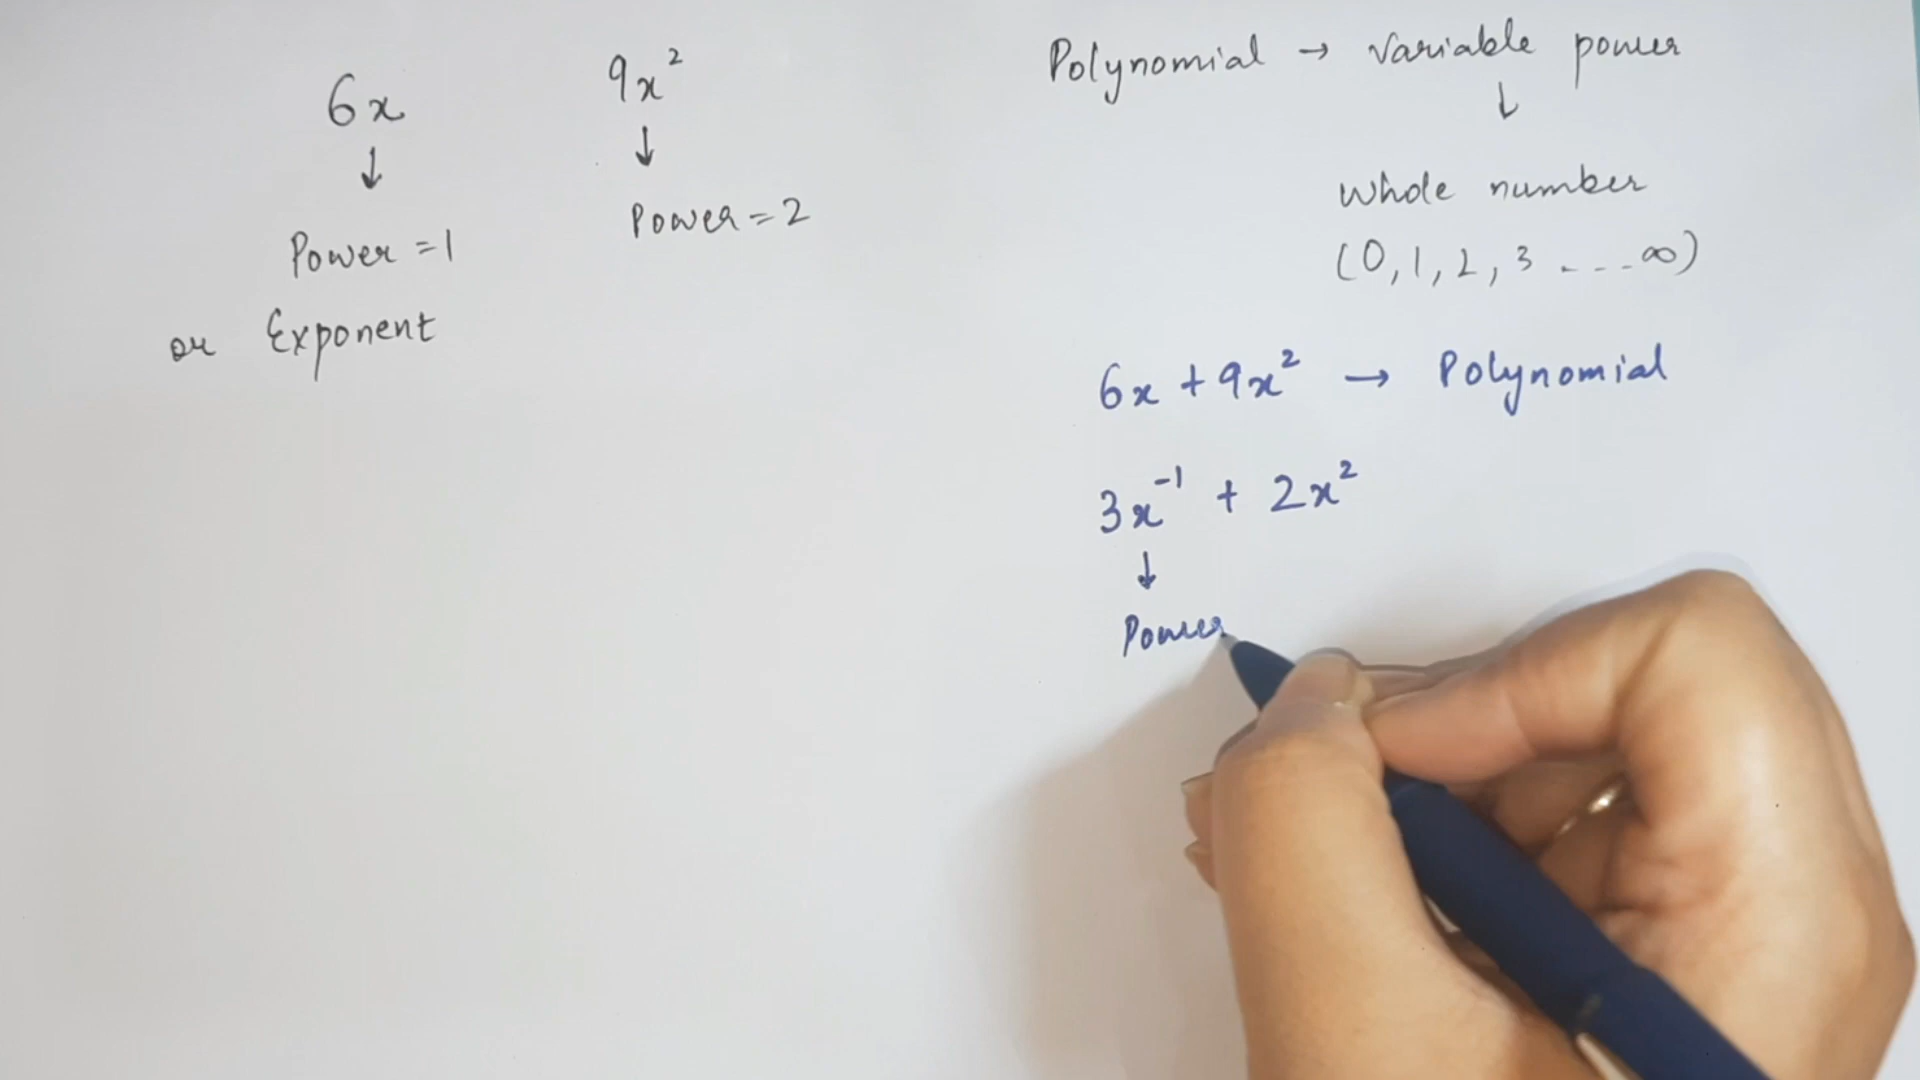 6x
↓
Power =1
or Exponent
9x²
↓
Power = 2
Polynomial → variable power
↓
Whole number
(0, 1, 2, 3 ... ∞)
6x + 9x² → Polynomial
3x⁻¹ + 2x²
↓
Power